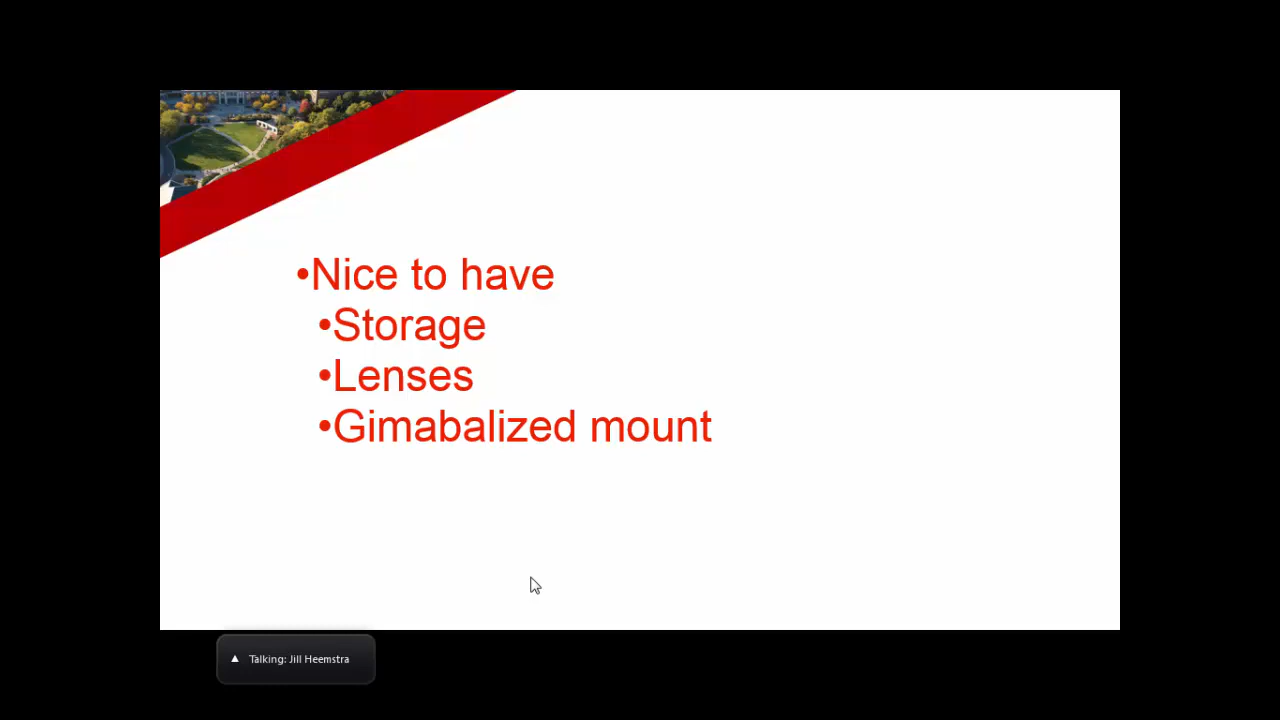 •Nice to have
•Storage
•Lenses
•Gimabalized mount
Talking: Jill Heemstra